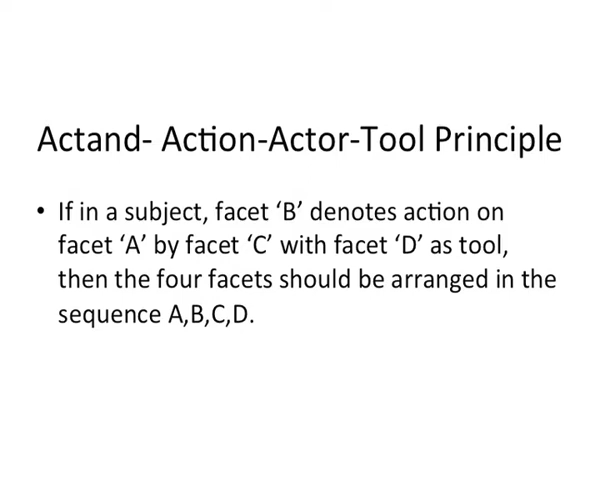 Actand- Action-Actor-Tool Principle
• If in a subject, facet ‘B’ denotes action on
facet ‘A’ by facet ‘C’ with facet ‘D’ as tool,
then the four facets should be arranged in the
sequence A,B,C,D.